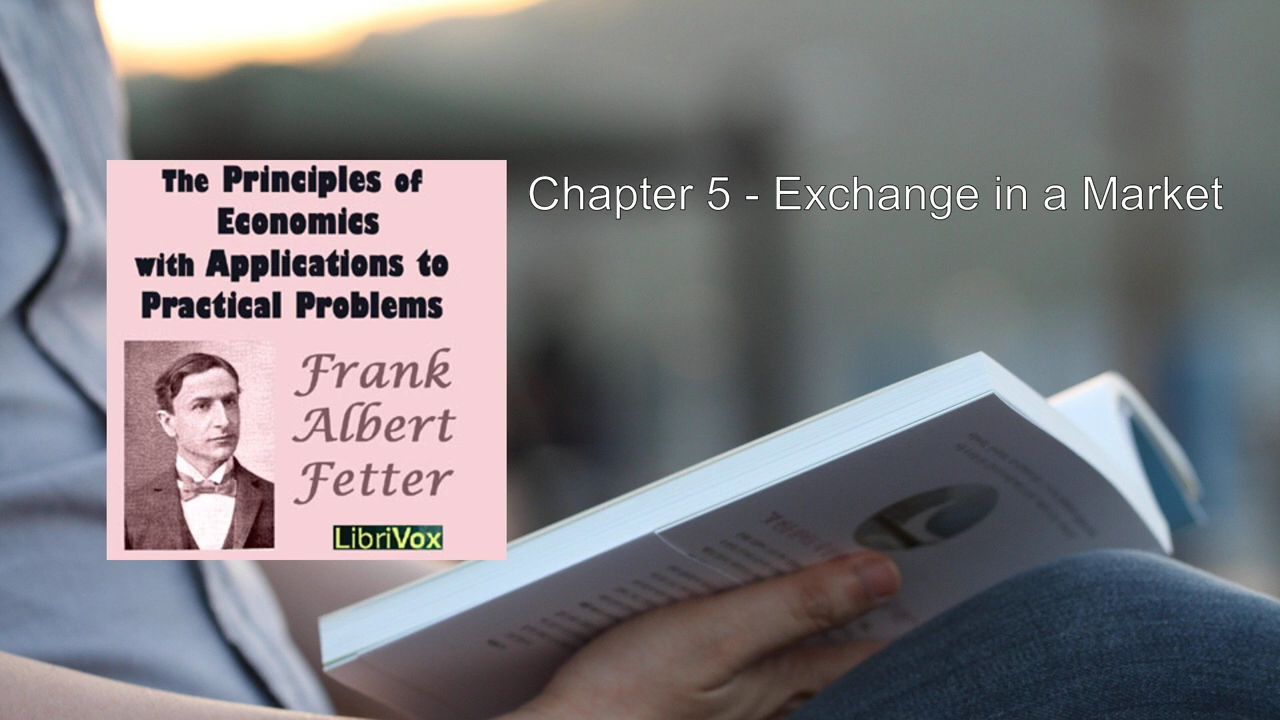 The Principles of
Economics
with Applications to
Practical Problems
Frank
Albert
Fetter
LibriVox
Chapter 5 - Exchange in a Market